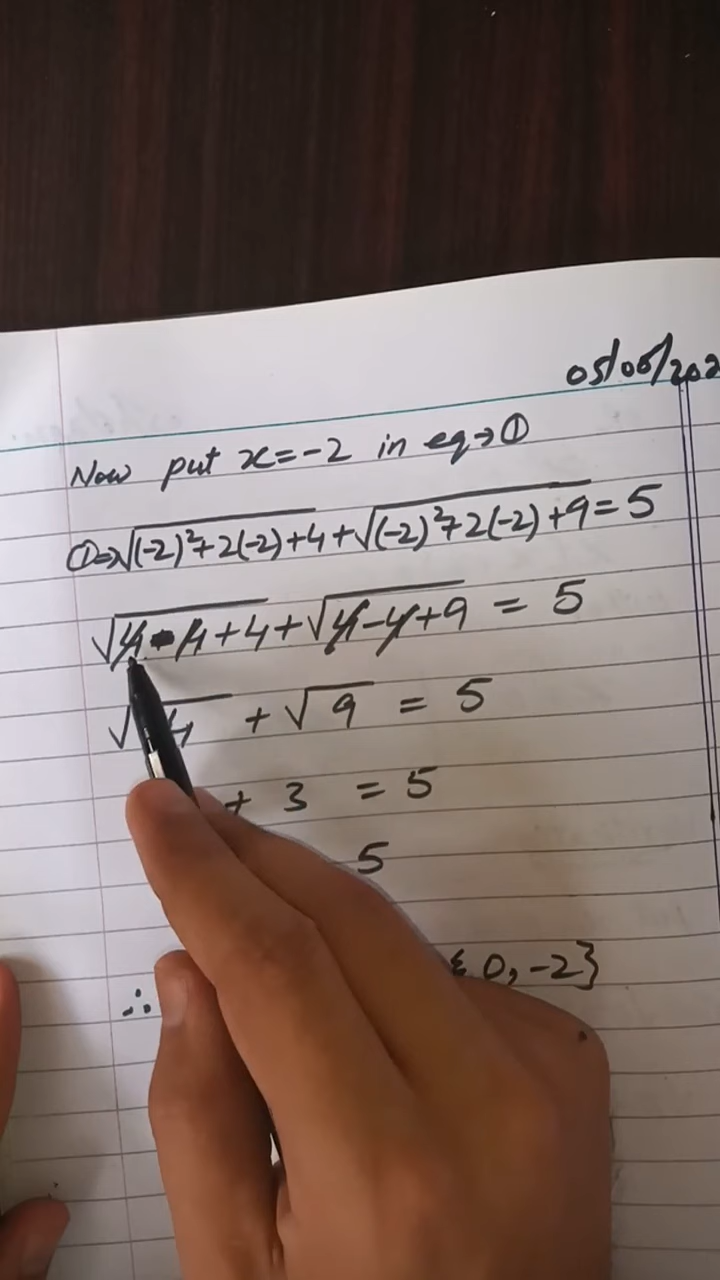 05/06/202
Now put x=-2 in eq→①
①⇒√(-2)²+2(-2)+4+√(-2)²+2(-2)+9=5
√4-4+4+√4-4+9 = 5
√4 + √9 = 5
+ 3 = 5
5
∴ {0,-2}